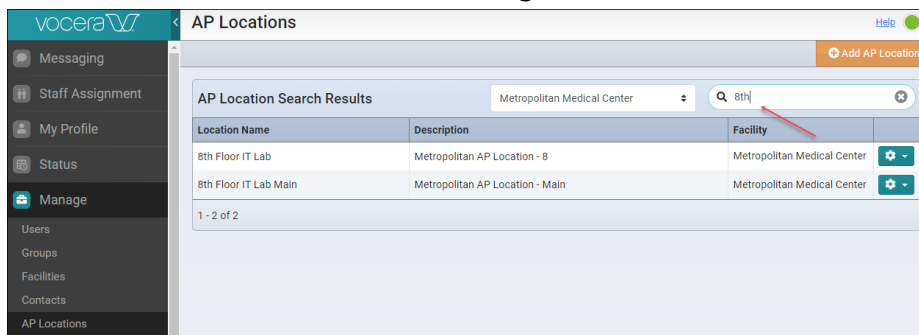 vocera
AP Locations
Help
Messaging
Add AP Location
Staff Assignment
AP Location Search Results
Metropolitan Medical Center
8th
My Profile
Location Name Description Facility
8th Floor IT Lab Metropolitan AP Location - 8 Metropolitan Medical Center
Status
8th Floor IT Lab Main Metropolitan AP Location - Main Metropolitan Medical Center
Manage
1 - 2 of 2
Users
Groups
Facilities
Contacts
AP Locations